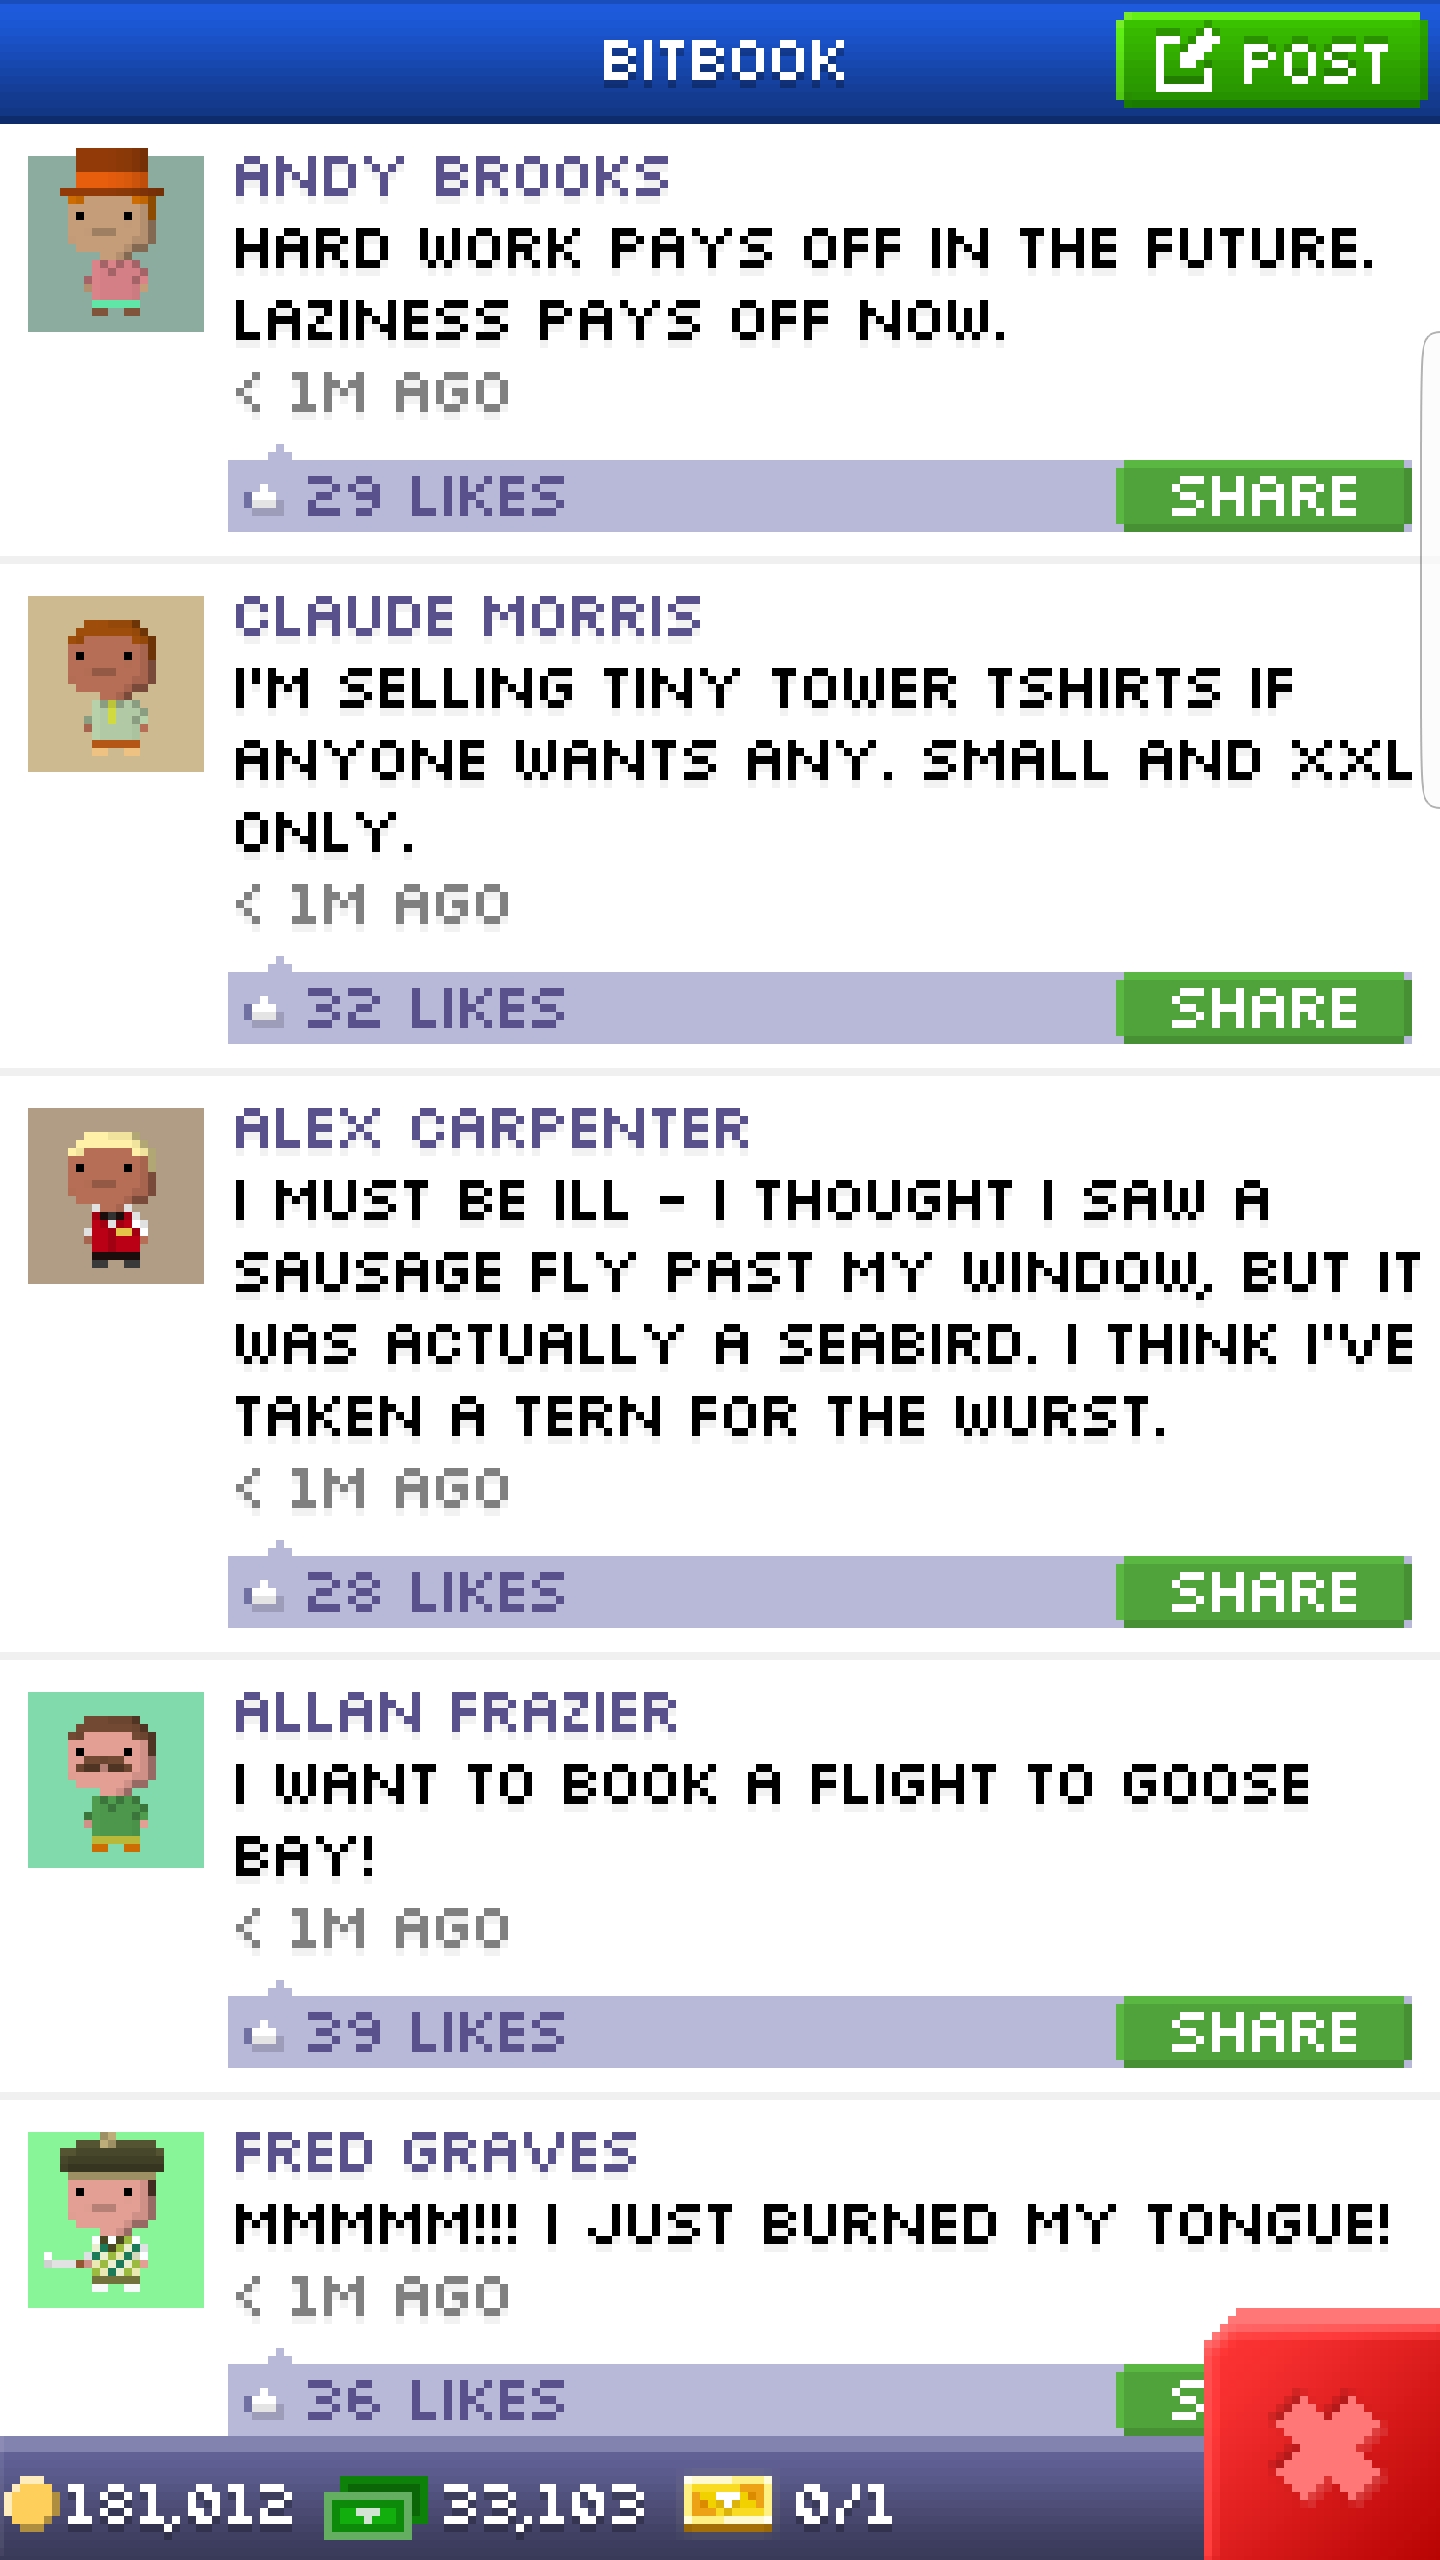 BITBOOK
POST
ANDY BROOKS
HARD WORK PAYS OFF IN THE FUTURE.
LAZINESS PAYS OFF NOW.
< 1M AGO
29 LIKES
SHARE
CLAUDE MORRIS
I'M SELLING TINY TOWER TSHIRTS IF
ANYONE WANTS ANY. SMALL AND XXL
ONLY.
< 1M AGO
32 LIKES
SHARE
ALEX CARPENTER
I MUST BE ILL - I THOUGHT I SAW A
SAUSAGE FLY PAST MY WINDOW, BUT IT
WAS ACTUALLY A SEABIRD. I THINK I'VE
TAKEN A TERN FOR THE WURST.
< 1M AGO
28 LIKES
SHARE
ALLAN FRAZIER
I WANT TO BOOK A FLIGHT TO GOOSE
BAY!
< 1M AGO
39 LIKES
SHARE
FRED GRAVES
MMMMM!!! I JUST BURNED MY TONGUE!
< 1M AGO
36 LIKES
S
181,012
33,103
0/1